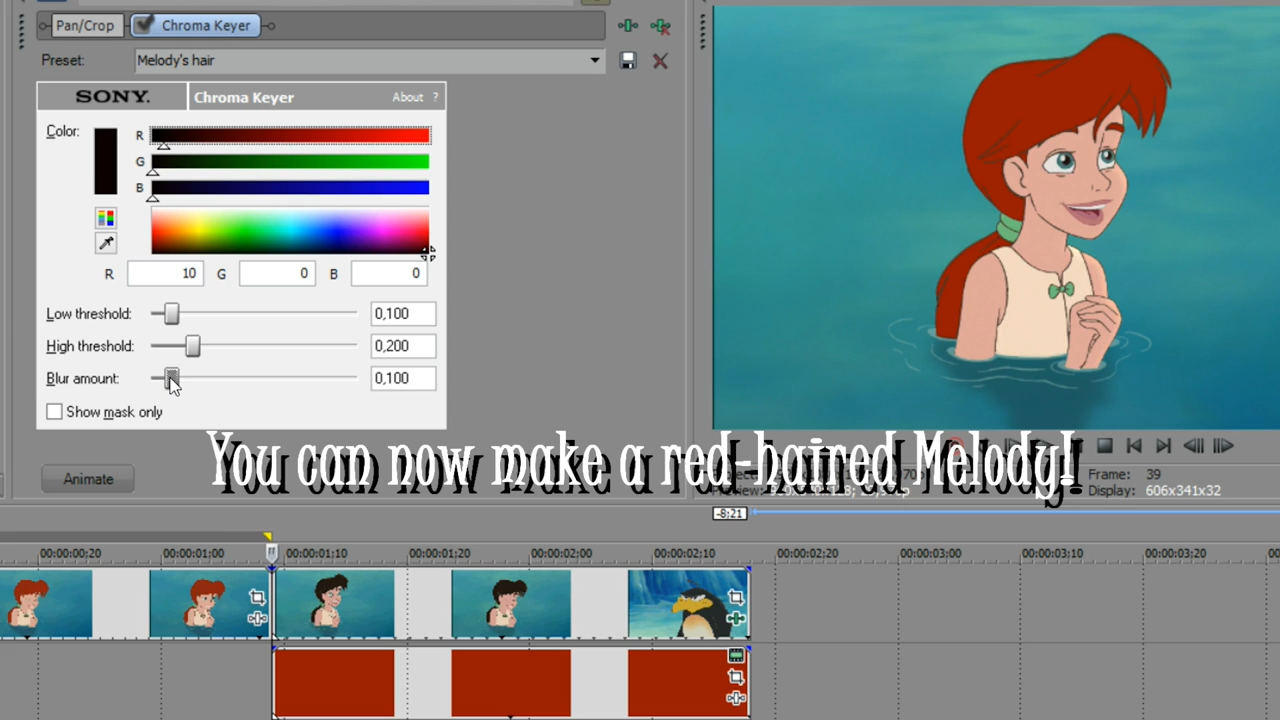 Pan/Crop Chroma Keyer
Preset: Melody's hair
SONY. Chroma Keyer About ?
Color: R
G
B
R 10 G 0 B 0
Low threshold: 0,100
High threshold: 0,200
Blur amount: 0,100
Show mask only
You can now make a red-haired Melody!
Animate
Frame: 39
Display: 606x341x32
-8;21
00:00:00;20 00:00:01;00 00:00:01;10 00:00:01;20 00:00:02;00 00:00:02;10 00:00:02;20 00:00:03;00 00:00:03;10 00:00:03;20